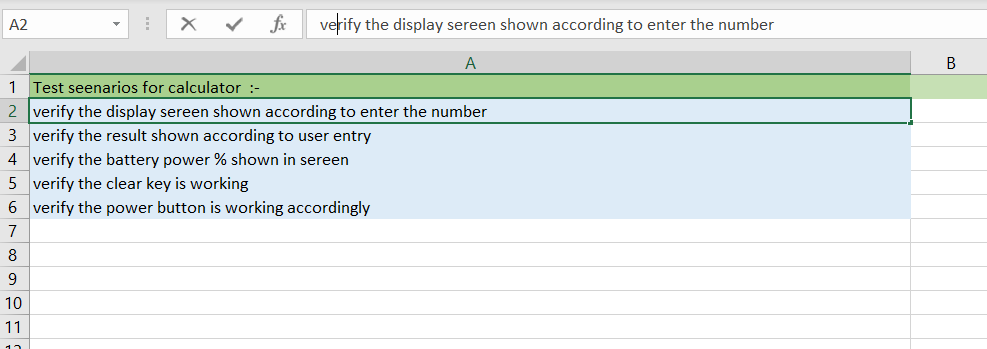 A2
fx
verify the display sereen shown according to enter the number
A
B
1 Test seenarios for calculator :-
2 verify the display sereen shown according to enter the number
3 verify the result shown according to user entry
4 verify the battery power % shown in sereen
5 verify the clear key is working
6 verify the power button is working accordingly
7
8
9
10
11
12